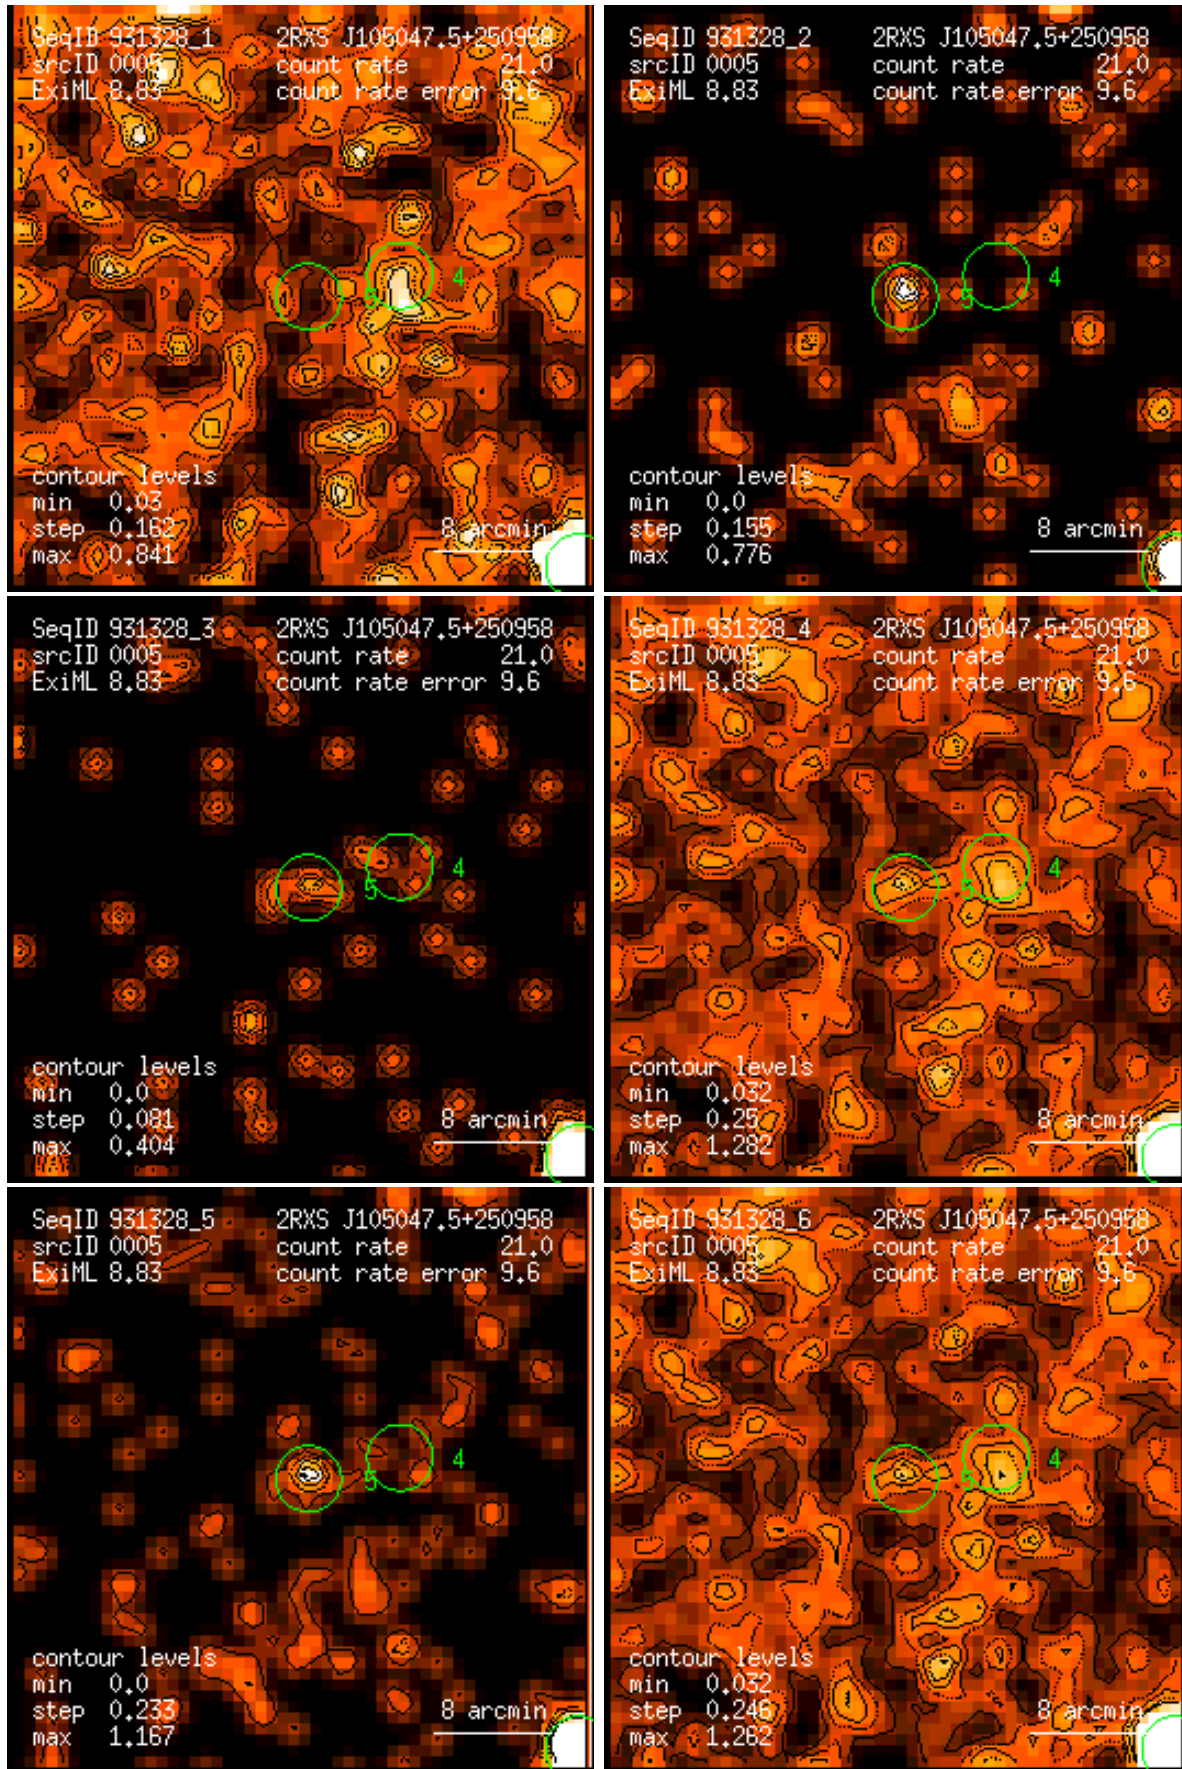 SeqID 931328_1 2RXS J105047.5+250958
srcID 0005 count rate 21.0
ExiML 8.83 count rate error 9.6
4
5
contour levels
min 0.03
step 0.162 8 arcmin
max 0.841
SeqID 931328_2 2RXS J105047.5+250958
srcID 0005 count rate 21.0
ExiML 8.83 count rate error 9.6
4
5
contour levels
min 0.0
step 0.155 8 arcmin
max 0.776
SeqID 931328_3 2RXS J105047.5+250958
srcID 0005 count rate 21.0
ExiML 8.83 count rate error 9.6
4
5
contour levels
min 0.0
step 0.081 8 arcmin
max 0.404
SeqID 931328_4 2RXS J105047.5+250958
srcID 0005 count rate 21.0
ExiML 8.83 count rate error 9.6
4
5
contour levels
min 0.032
step 0.25 8 arcmin
max 1.282
SeqID 931328_5 2RXS J105047.5+250958
srcID 0005 count rate 21.0
ExiML 8.83 count rate error 9.6
4
5
contour levels
min 0.0
step 0.233 8 arcmin
max 1.167
SeqID 931328_6 2RXS J105047.5+250958
srcID 0005 count rate 21.0
ExiML 8.83 count rate error 9.6
4
5
contour levels
min 0.032
step 0.246 8 arcmin
max 1.262